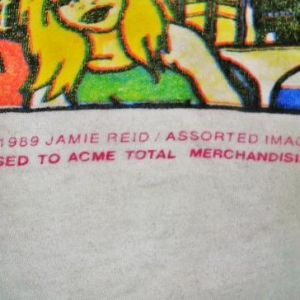 1989 JAMIE REID / ASSORTED IMAG
SED TO ACME TOTAL MERCHANDISI